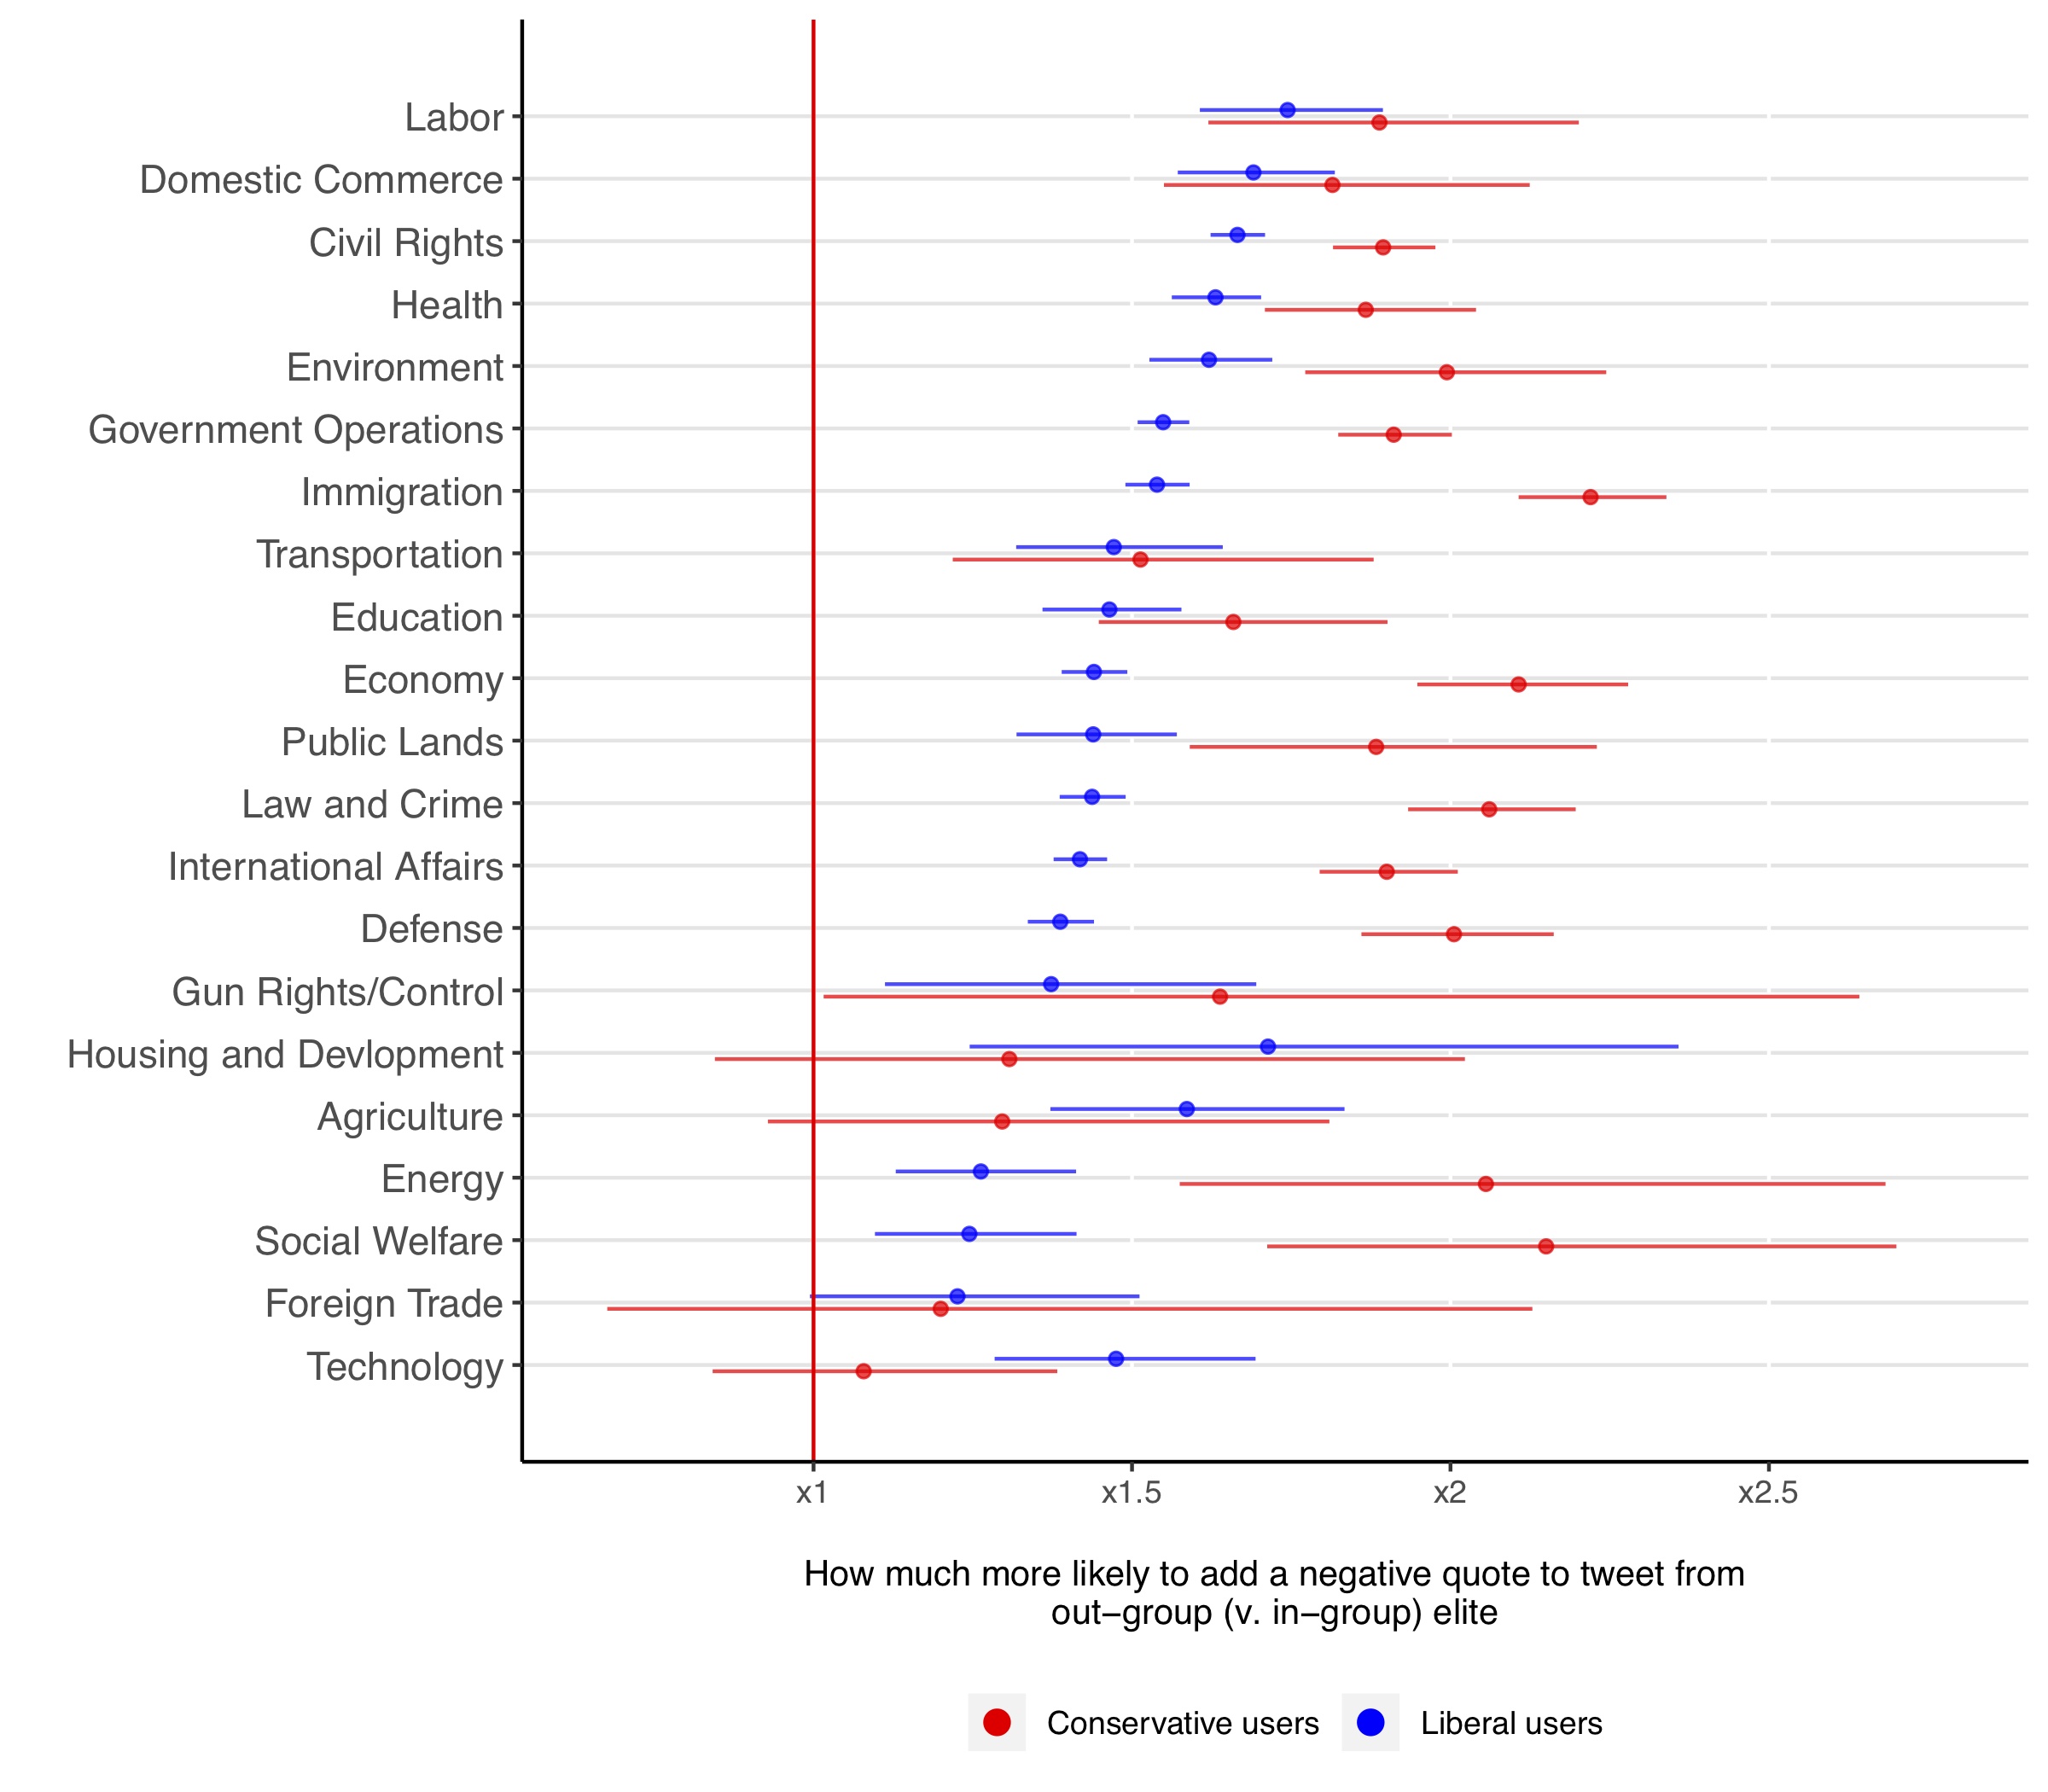 Labor
Domestic Commerce
Civil Rights
Health
Environment
Government Operations
Immigration
Transportation
Education
Economy
Public Lands
Law and Crime
International Affairs
Defense
Gun Rights/Control
Housing and Devlopment
Agriculture
Energy
Social Welfare
Foreign Trade
Technology
x1 x1.5 x2 x2.5
How much more likely to add a negative quote to tweet from
out−group (v. in−group) elite
Conservative users Liberal users